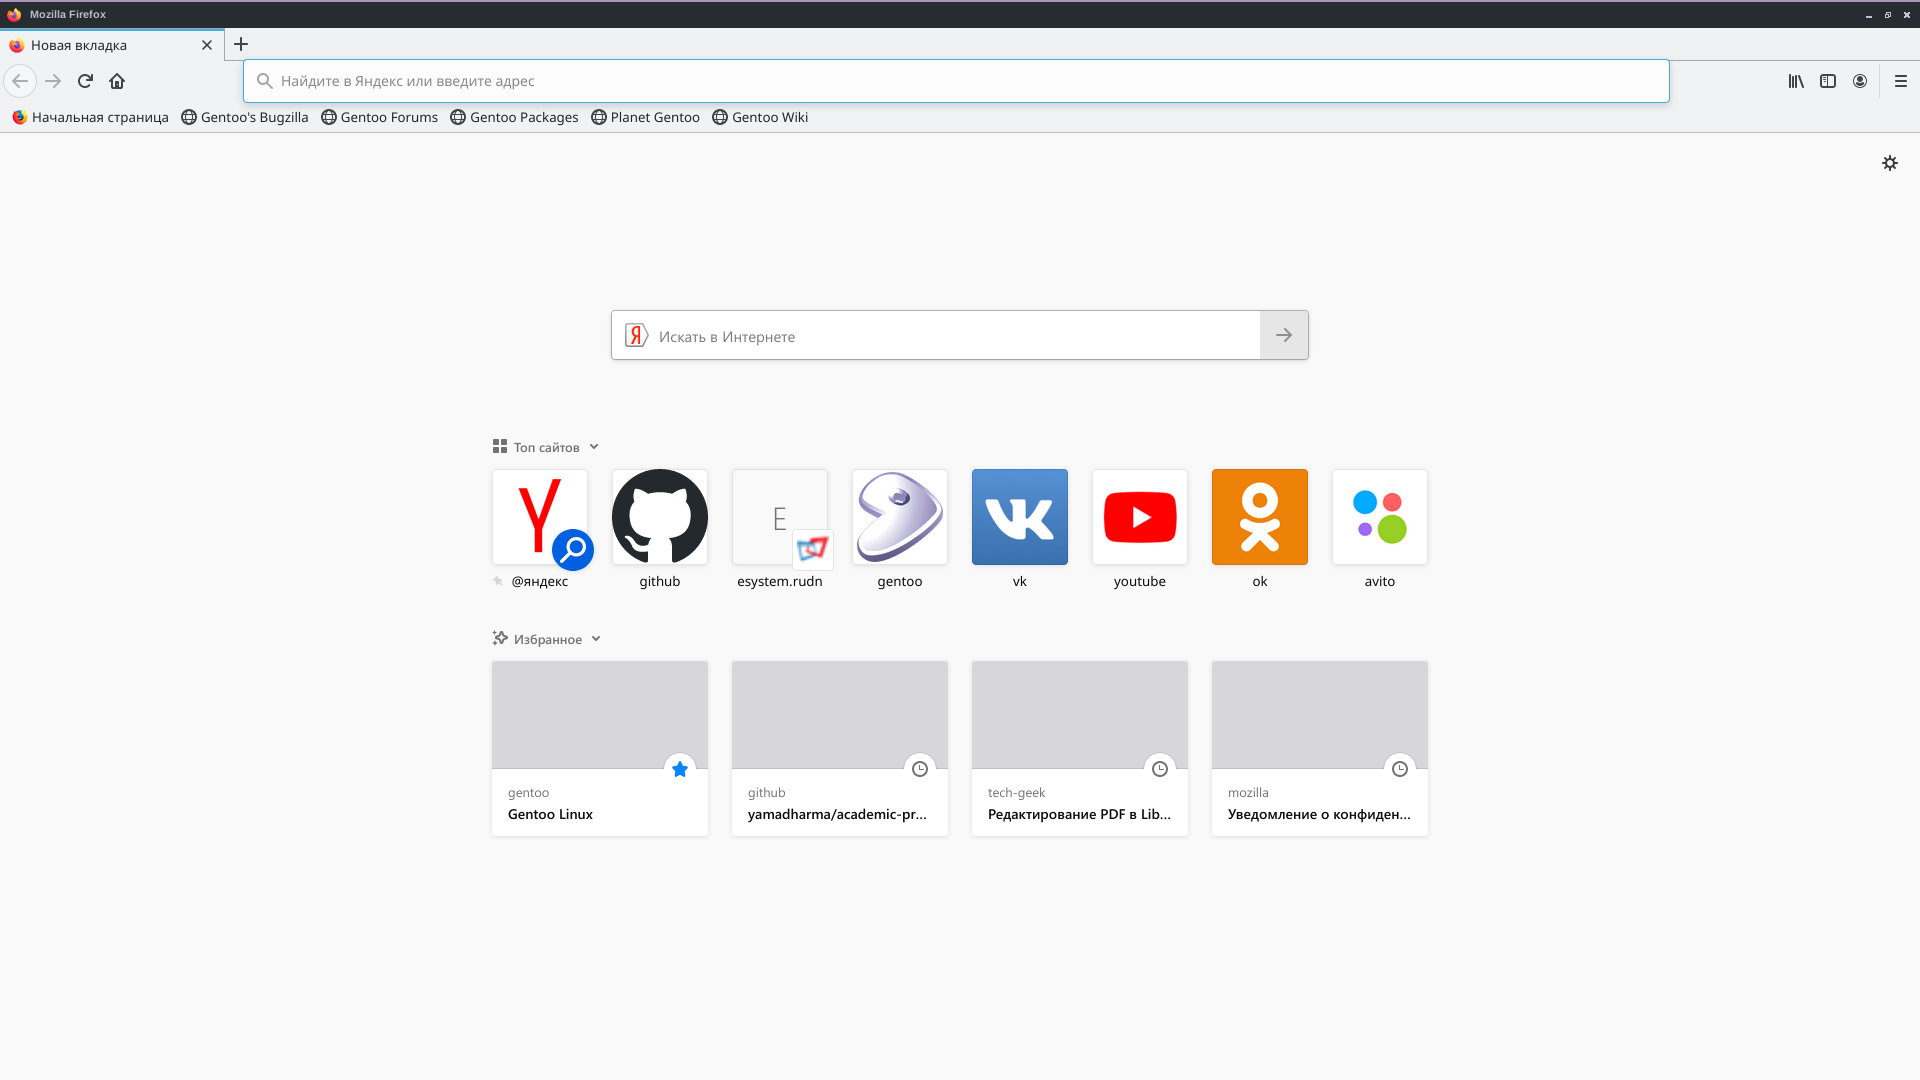 Mozilla Firefox
Новая вкладка
Найдите в Яндекс или введите адрес
Начальная страница Gentoo's Bugzilla Gentoo Forums Gentoo Packages Planet Gentoo Gentoo Wiki
Я Искать в Интернете
Топ сайтов
E
@яндекс github esystem.rudn gentoo vk youtube ok avito
Избранное
gentoo
Gentoo Linux
github
yamadharma/academic-pr...
tech-geek
Редактирование PDF в Lib...
mozilla
Уведомление о конфиден...